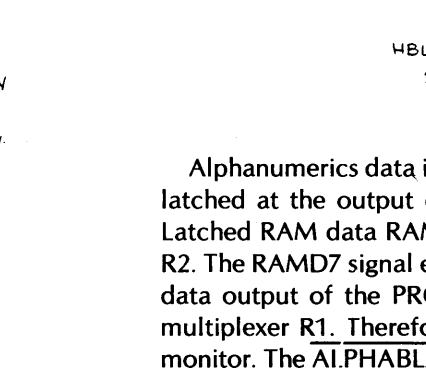 HBL
Alphanumerics data
latched at the output
Latched RAM data RAM
R2. The RAMD7 signal
data output of the PRO
multiplexer R1. Therefo
monitor. The ALPHABL